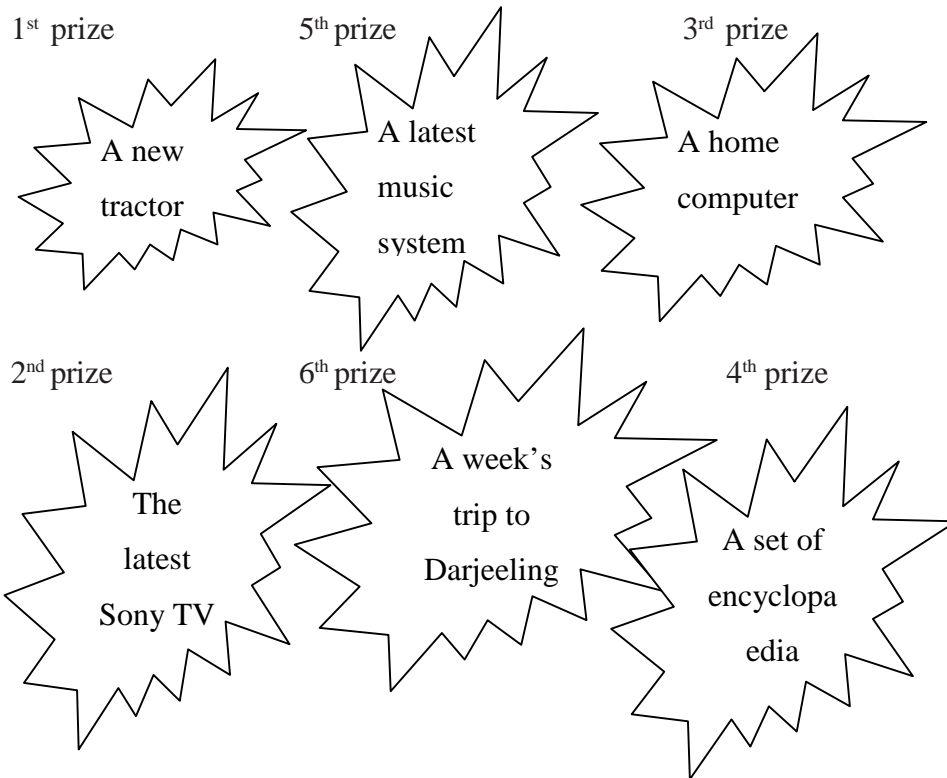 1st prize
A new
tractor
5th prize
A latest
music
system
3rd prize
A home
computer
2nd prize
The
latest
Sony TV
6th prize
A week’s
trip to
Darjeeling
4th prize
A set of
encyclopa
edia